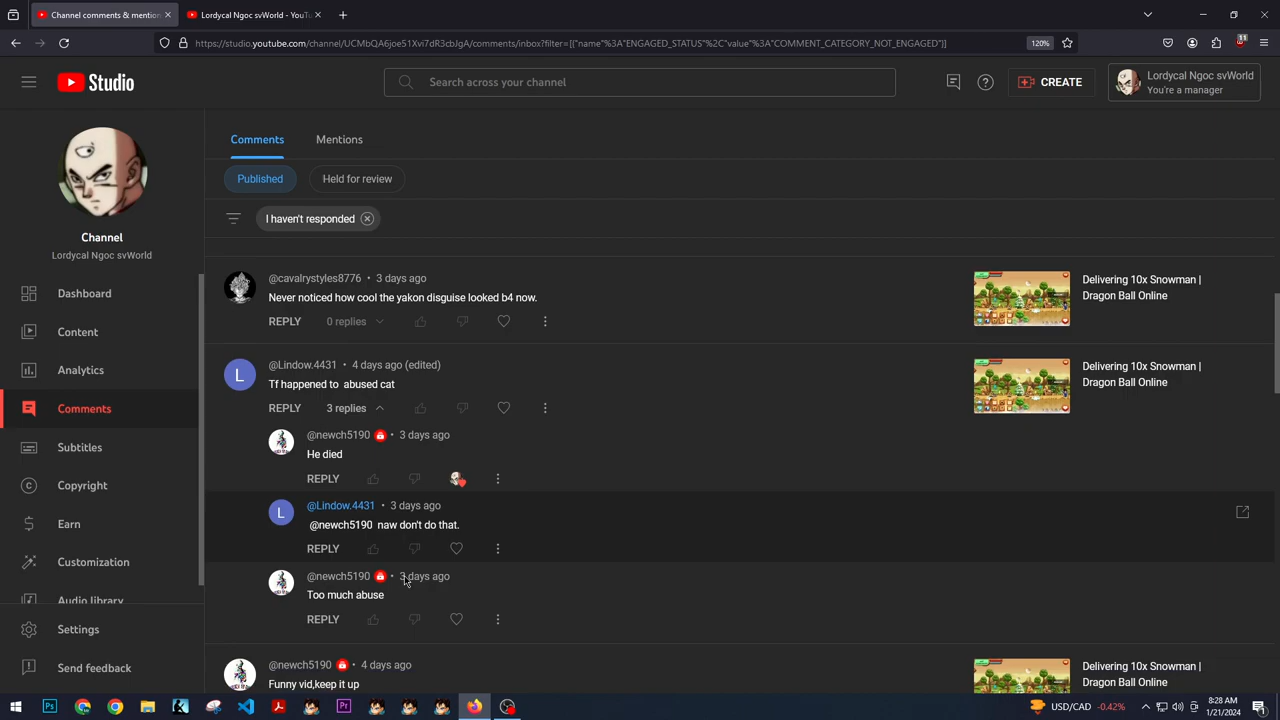 Channel comments & mention
Lordycal Ngoc svWorld - YouTu
https://studio.youtube.com/channel/UCMbQA6joe51Xvi7dR3cbJgA/comments/inbox?filter=[{"name"%3A"ENGAGED_STATUS"%2C"value"%3A"COMMENT_CATEGORY_NOT_ENGAGED"}]
120%
11
Studio
Search across your channel
CREATE
Lordycal Ngoc svWorld
You're a manager
Channel
Lordycal Ngoc svWorld
Dashboard
Content
Analytics
Comments
Subtitles
Copyright
Earn
Customization
Audio library
Settings
Send feedback
Comments
Mentions
Published
Held for review
I haven't responded
@cavalrystyles8776 • 3 days ago
Never noticed how cool the yakon disguise looked b4 now.
REPLY
0 replies
Delivering 10x Snowman |
Dragon Ball Online
@Lindow.4431 • 4 days ago (edited)
Tf happened to abused cat
REPLY
3 replies
Delivering 10x Snowman |
Dragon Ball Online
@newch5190 • 3 days ago
He died
REPLY
@Lindow.4431 • 3 days ago
@newch5190 naw don't do that.
REPLY
@newch5190 • 3 days ago
Too much abuse
REPLY
@newch5190 • 4 days ago
Funny vid,keep it up
Delivering 10x Snowman |
Dragon Ball Online
USD/CAD -0.42%
8:28 AM
1/21/2024